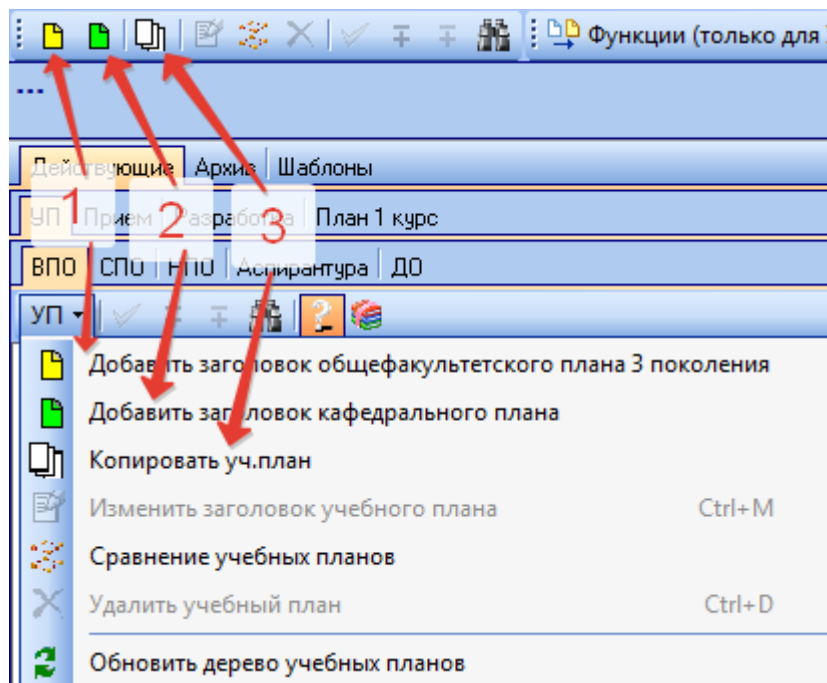 Функции (только для
...
Действующие Архив Шаблоны
УП Прием Разработка План 1 курс
ВПО СПО НПО Аспирантура ДО
1 2 3
УП
Добавить заголовок общефакультетского плана 3 поколения
Добавить заголовок кафедрального плана
Копировать уч.план
Изменить заголовок учебного плана Ctrl+M
Сравнение учебных планов
Удалить учебный план Ctrl+D
Обновить дерево учебных планов